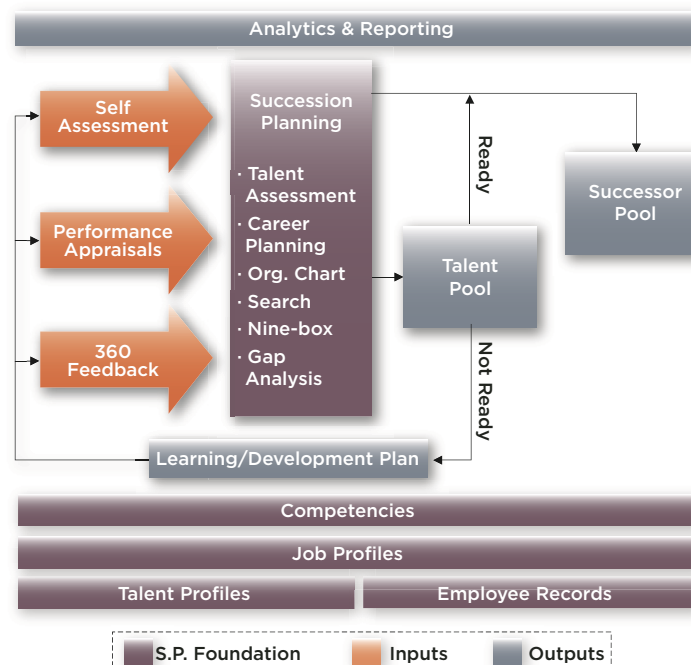 Analytics & Reporting
Self
Assessment
Performance
Appraisals
360
Feedback
Succession
Planning
· Talent
Assessment
· Career
Planning
· Org. Chart
· Search
· Nine-box
· Gap
Analysis
Ready
Talent
Pool
Not Ready
Successor
Pool
Learning/Development Plan
Competencies
Job Profiles
Talent Profiles
Employee Records
S.P. Foundation
Inputs
Outputs